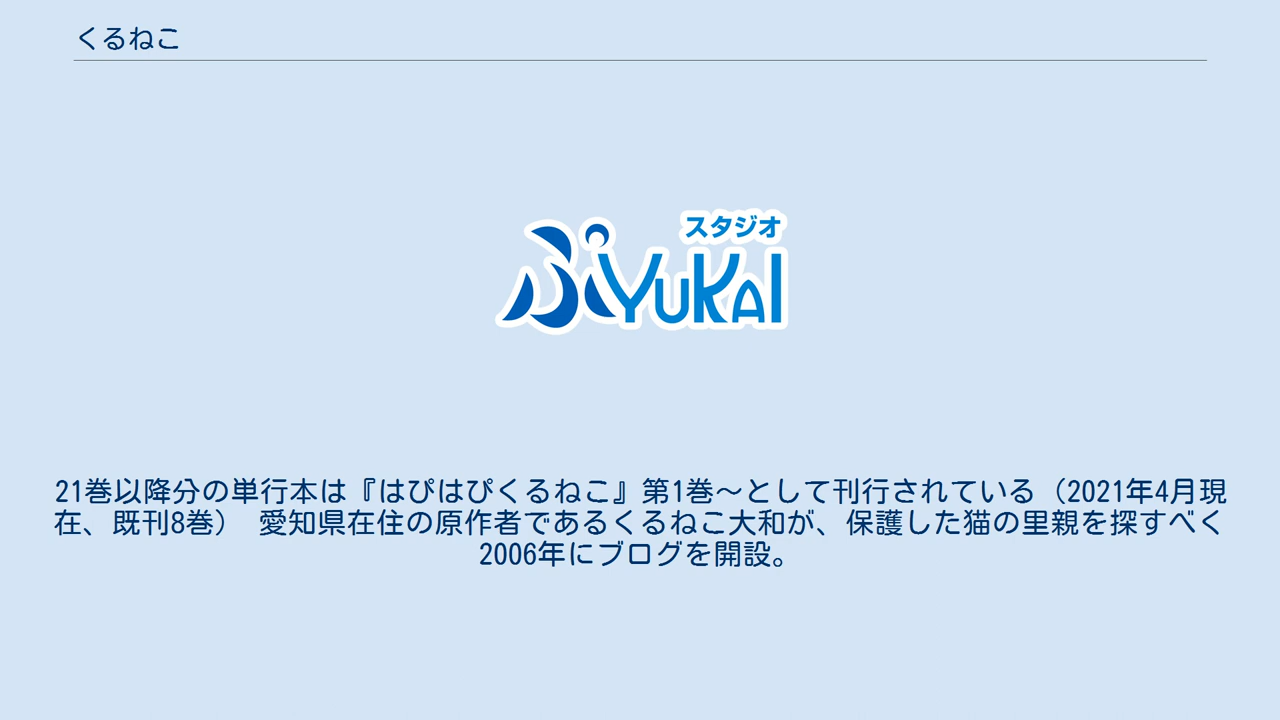 くるねこ
スタジオ
ぷYUKAI
21巻以降分の単行本は『はぴはぴくるねこ』第1巻～として刊行されている（2021年4月現
在、既刊8巻） 愛知県在住の原作者であるくるねこ大和が、保護した猫の里親を探すべく
2006年にブログを開設。